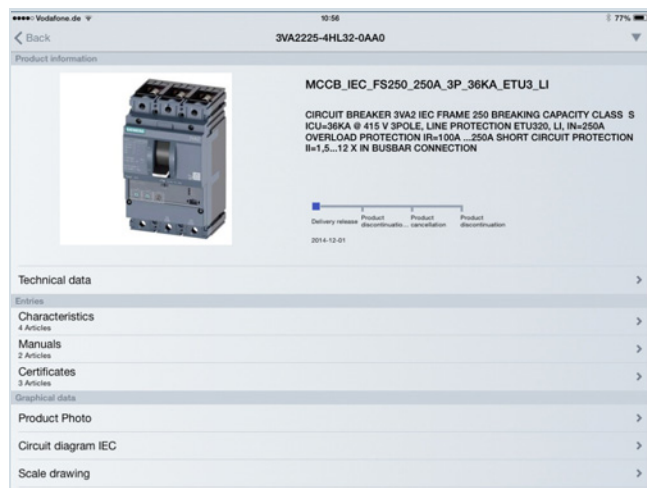 Vodafone.de 10:56 77%
Back 3VA2225-4HL32-0AA0
Product information
MCCB_IEC_FS250_250A_3P_36KA_ETU3_LI
CIRCUIT BREAKER 3VA2 IEC FRAME 250 BREAKING CAPACITY CLASS S
ICU=36KA @ 415 V 3POLE, LINE PROTECTION ETU320, LI, IN=250A
OVERLOAD PROTECTION IR=100A ...250A SHORT CIRCUIT PROTECTION
II=1,5...12 X IN BUSBAR CONNECTION
SIEMENS
Delivery release Product discontinuatio... Product cancellation Product discontinuation
2014-12-01
Technical data
Entries
Characteristics
4 Articles
Manuals
2 Articles
Certificates
3 Articles
Graphical data
Product Photo
Circuit diagram IEC
Scale drawing